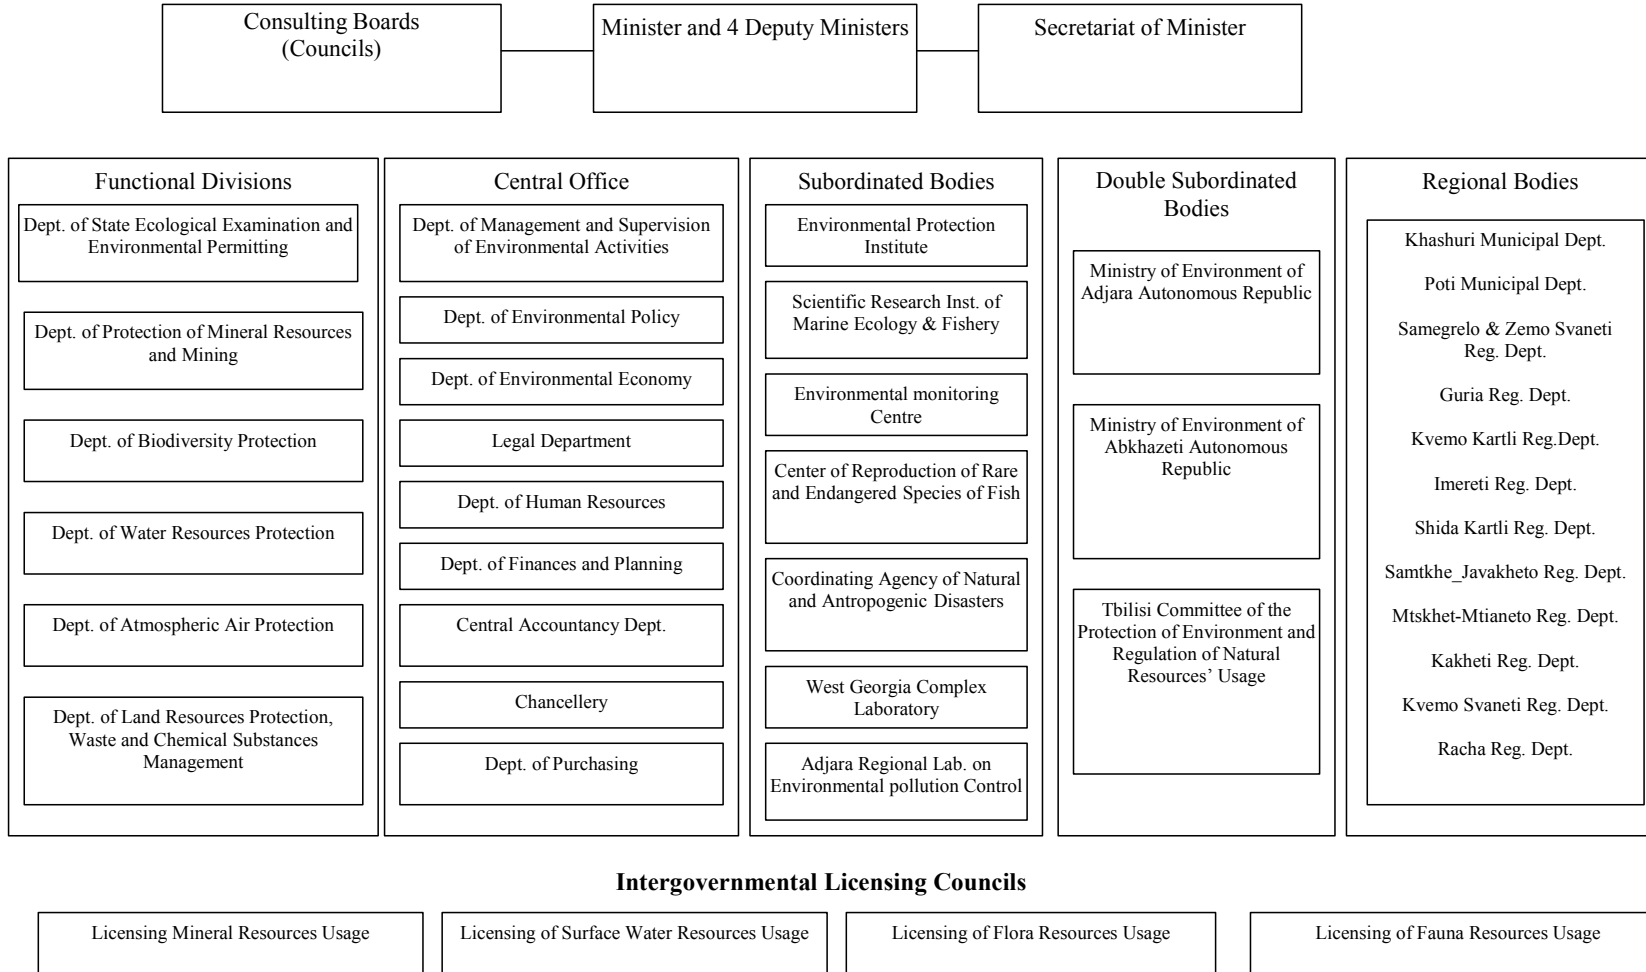 Consulting Boards
(Councils)
Minister and 4 Deputy Ministers
Secretariat of Minister
Functional Divisions
Dept. of State Ecological Examination and
Environmental Permitting
Dept. of Protection of Mineral Resources
and Mining
Dept. of Biodiversity Protection
Dept. of Water Resources Protection
Dept. of Atmospheric Air Protection
Dept. of Land Resources Protection,
Waste and Chemical Substances
Management
Central Office
Dept. of Management and Supervision
of Environmental Activities
Dept. of Environmental Policy
Dept. of Environmental Economy
Legal Department
Dept. of Human Resources
Dept. of Finances and Planning
Central Accountancy Dept.
Chancellery
Dept. of Purchasing
Subordinated Bodies
Environmental Protection
Institute
Scientific Research Inst. of
Marine Ecology & Fishery
Environmental monitoring
Centre
Center of Reproduction of Rare
and Endangered Species of Fish
Coordinating Agency of Natural
and Antropogenic Disasters
West Georgia Complex
Laboratory
Adjara Regional Lab. on
Environmental pollution Control
Double Subordinated
Bodies
Ministry of Environment of
Adjara Autonomous Republic
Ministry of Environment of
Abkhazeti Autonomous
Republic
Tbilisi Committee of the
Protection of Environment and
Regulation of Natural
Resources’ Usage
Regional Bodies
Khashuri Municipal Dept.
Poti Municipal Dept.
Samegrelo & Zemo Svaneti
Reg. Dept.
Guria Reg. Dept.
Kvemo Kartli Reg.Dept.
Imereti Reg. Dept.
Shida Kartli Reg. Dept.
Samtkhe_Javakheto Reg. Dept.
Mtskhet-Mtianeto Reg. Dept.
Kakheti Reg. Dept.
Kvemo Svaneti Reg. Dept.
Racha Reg. Dept.
Intergovernmental Licensing Councils
Licensing Mineral Resources Usage
Licensing of Surface Water Resources Usage
Licensing of Flora Resources Usage
Licensing of Fauna Resources Usage